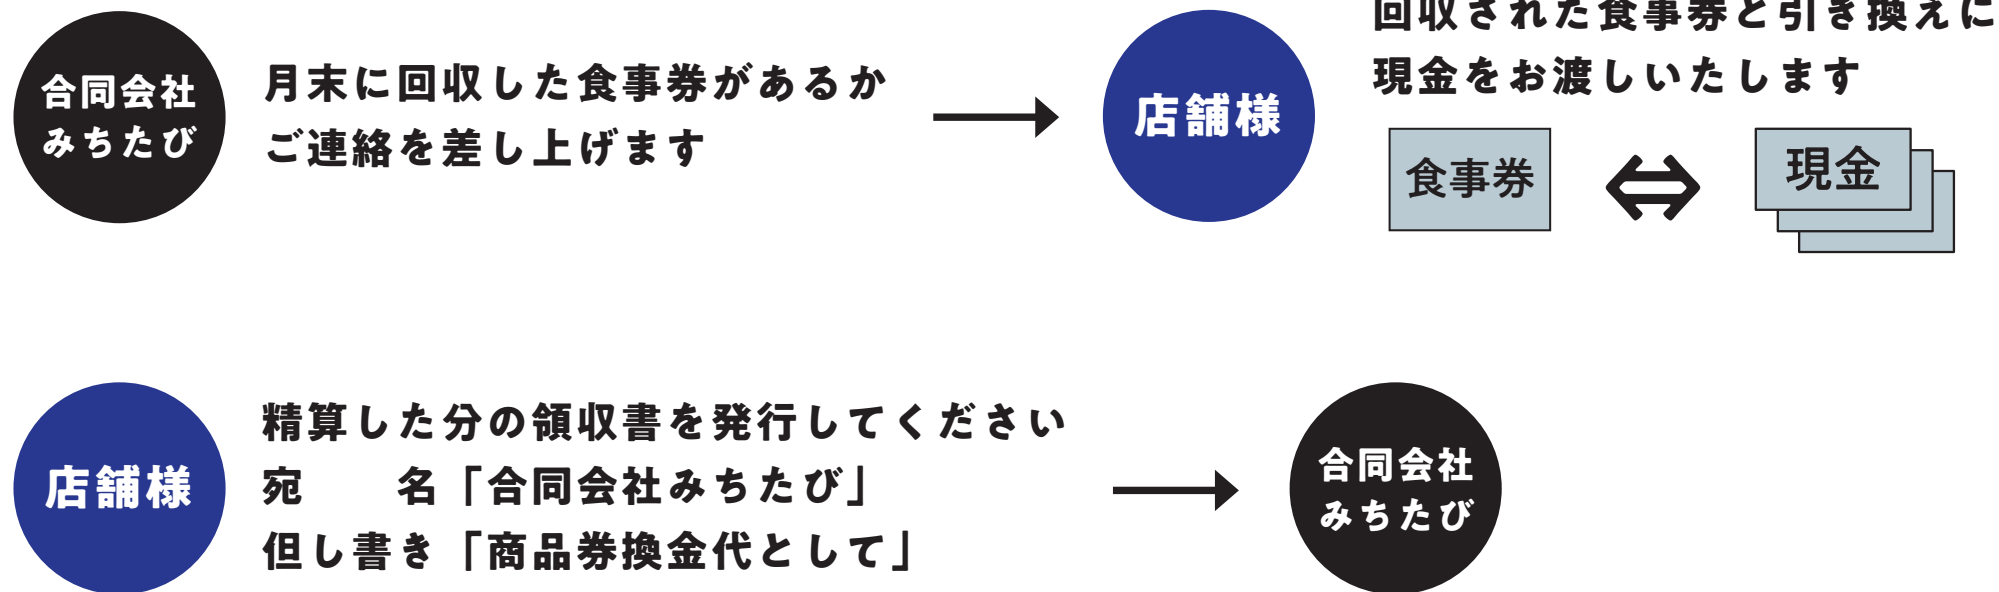 合同会社
みちたび
月末に回収した食事券があるか
ご連絡を差し上げます
店舗様
回収された食事券と引き換えに
現金をお渡しいたします
食事券
現金
店舗様
精算した分の領収書を発行してください
宛　　名「合同会社みちたび」
但し書き「商品券換金代として」
合同会社
みちたび